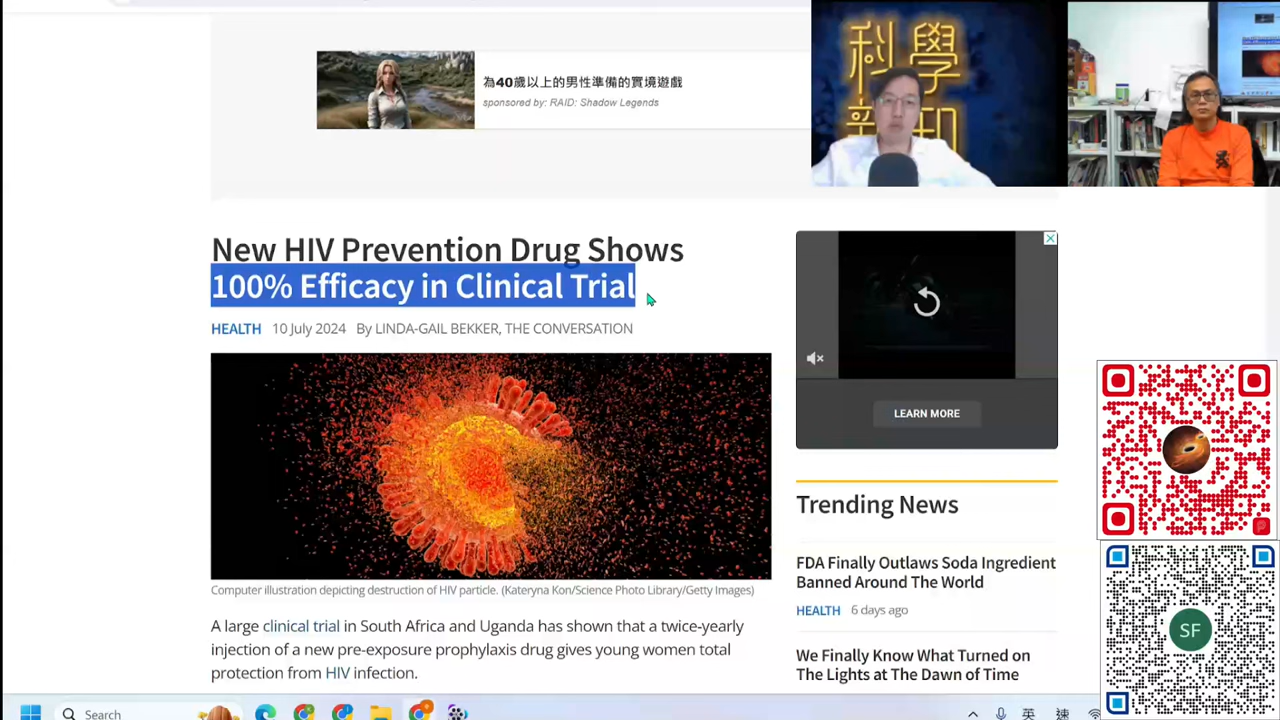 為40歲以上的男性準備的實境遊戲
sponsored by: RAID: Shadow Legends
科學
新知
New HIV Prevention Drug Shows
100% Efficacy in Clinical Trial
HEALTH 10 July 2024 By LINDA-GAIL BEKKER, THE CONVERSATION
LEARN MORE
Computer illustration depicting destruction of HIV particle. (Kateryna Kon/Science Photo Library/Getty Images)
A large clinical trial in South Africa and Uganda has shown that a twice-yearly
injection of a new pre-exposure prophylaxis drug gives young women total
protection from HIV infection.
Trending News
FDA Finally Outlaws Soda Ingredient
Banned Around The World
HEALTH 6 days ago
We Finally Know What Turned on
The Lights at The Dawn of Time
SF
Search
英
速